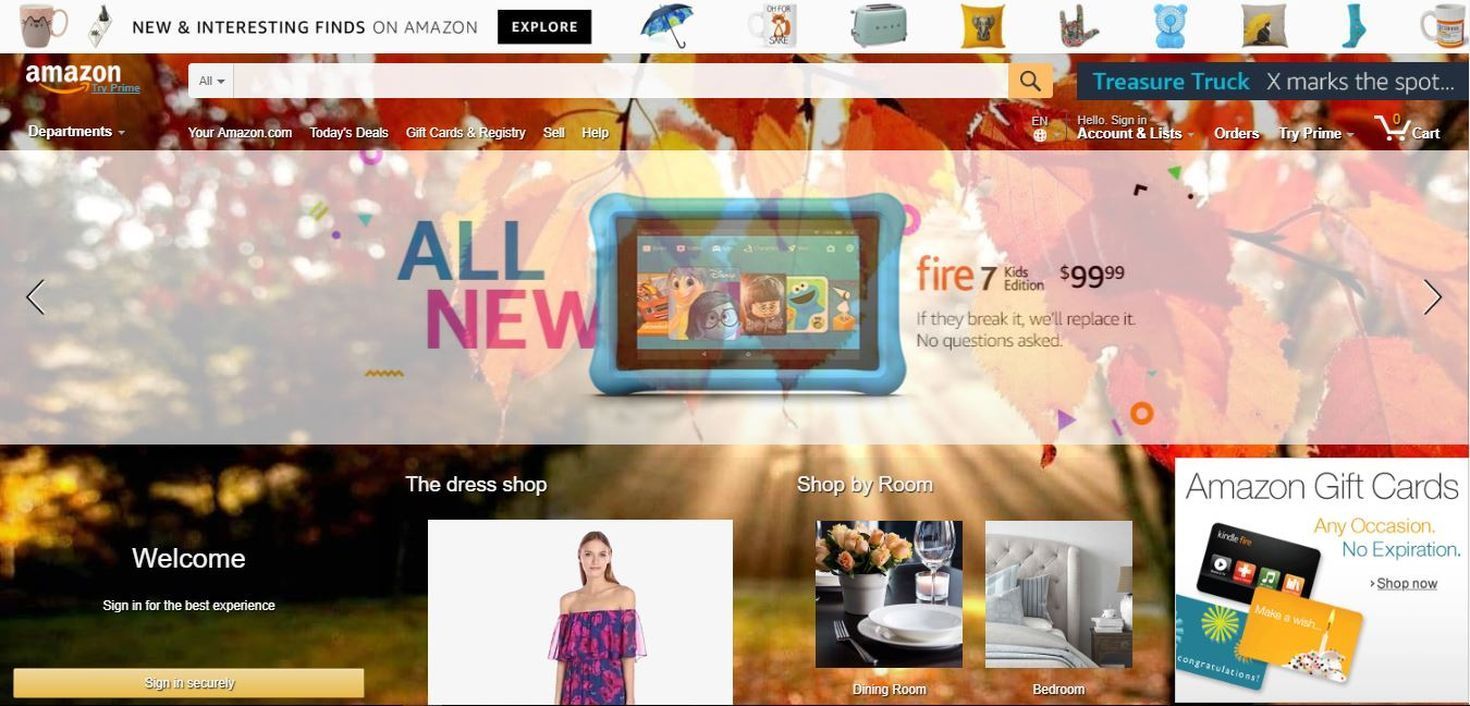 NEW & INTERESTING FINDS ON AMAZON
EXPLORE
OH FOR
SAKE
amazon
Try Prime
All
Treasure Truck X marks the spot...
Departments
Your Amazon.com Today's Deals Gift Cards & Registry Sell Help
EN
Hello. Sign in
Account & Lists
Orders
Try Prime
0
Cart
ALL
NEW
Disney
fire 7 Kids Edition $99.99
If they break it, we'll replace it.
No questions asked.
Welcome
Sign in for the best experience
Sign in securely
The dress shop
Shop by Room
Dining Room
Bedroom
Amazon Gift Cards
Any Occasion.
No Expiration.
Shop now
kindle fire
Make a wish...
congratulations!